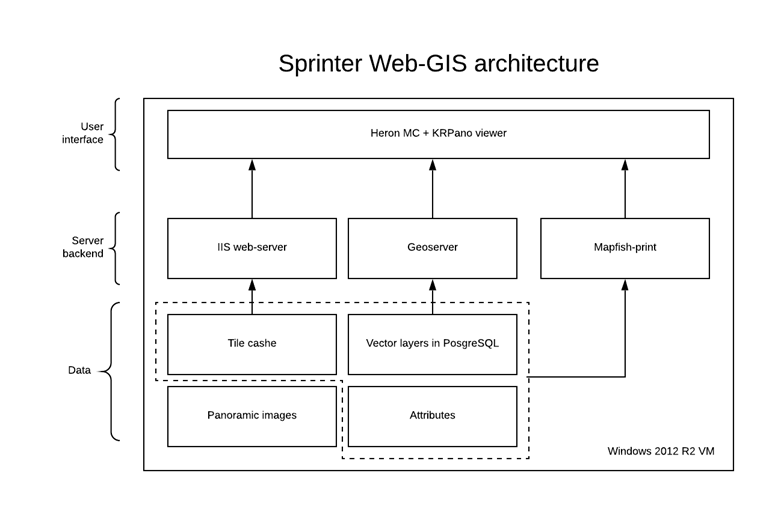 Sprinter Web-GIS architecture
User
interface
Heron MC + KRPano viewer
Server
backend
IIS web-server
Geoserver
Mapfish-print
Data
Tile cashe
Vector layers in PosgreSQL
Panoramic images
Attributes
Windows 2012 R2 VM